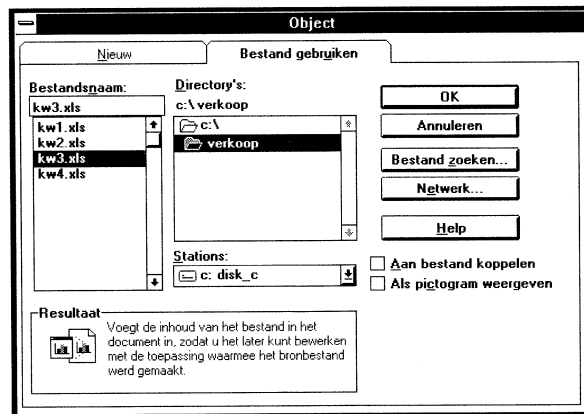 Object
Nieuw
Bestand gebruiken
Bestandsnaam:
kw3.xls
kw1.xls
kw2.xls
kw3.xls
kw4.xls
Directory's:
c:\verkoop
c:\
verkoop
Stations:
c: disk_c
OK
Annuleren
Bestand zoeken...
Netwerk...
Help
Aan bestand koppelen
Als pictogram weergeven
Resultaat
Voegt de inhoud van het bestand in het
document in, zodat u het later kunt bewerken
met de toepassing waarmee het bronbestand
werd gemaakt.